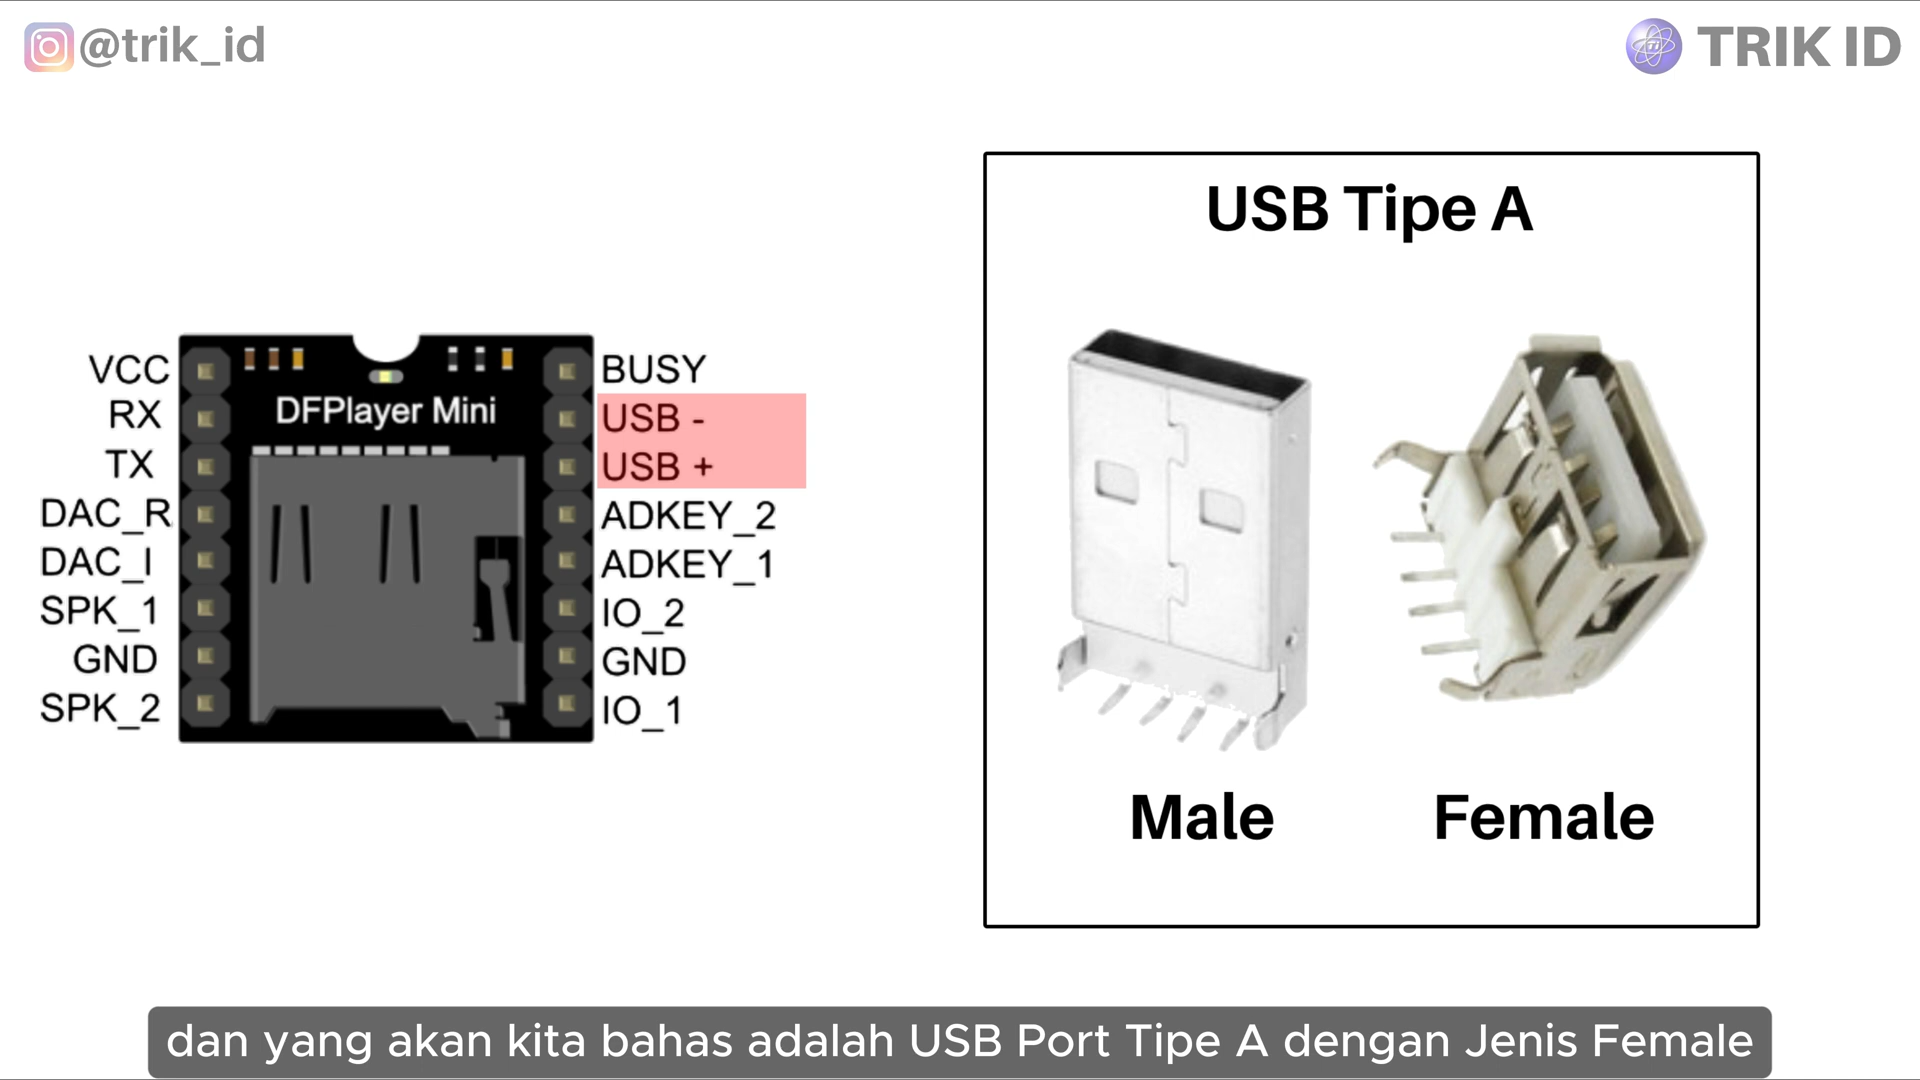 @trik_id
TRIK ID
USB Tipe A
VCC
RX
TX
DAC_R
DAC_I
SPK_1
GND
SPK_2
DFPlayer Mini
BUSY
USB -
USB +
ADKEY_2
ADKEY_1
IO_2
GND
IO_1
Male
Female
dan yang akan kita bahas adalah USB Port Tipe A dengan Jenis Female